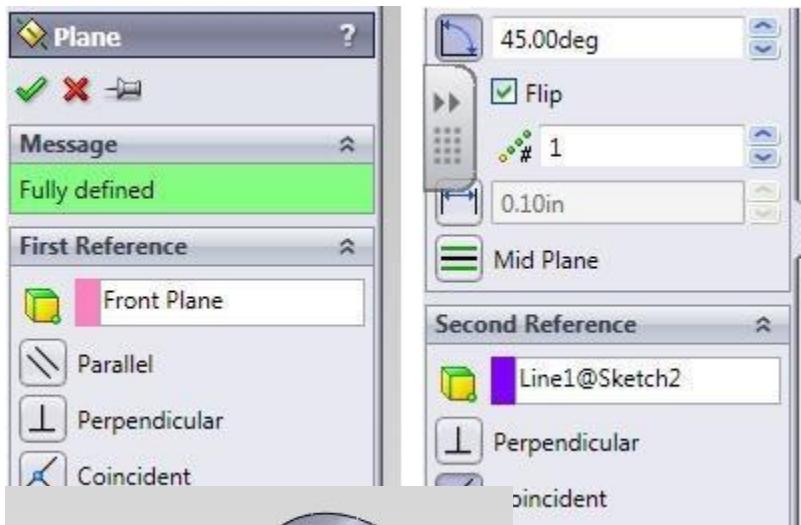 Plane ?
Message
Fully defined
First Reference
Front Plane
Parallel
Perpendicular
Coincident
45.00deg
Flip
# 1
0.10in
Mid Plane
Second Reference
Line1@Sketch2
Perpendicular
oincident